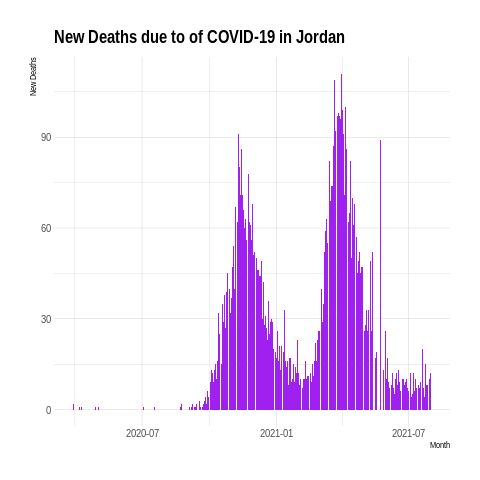 New Deaths due to of COVID-19 in Jordan
New Deaths
90
60
30
0
2020-07
2021-01
2021-07
Month